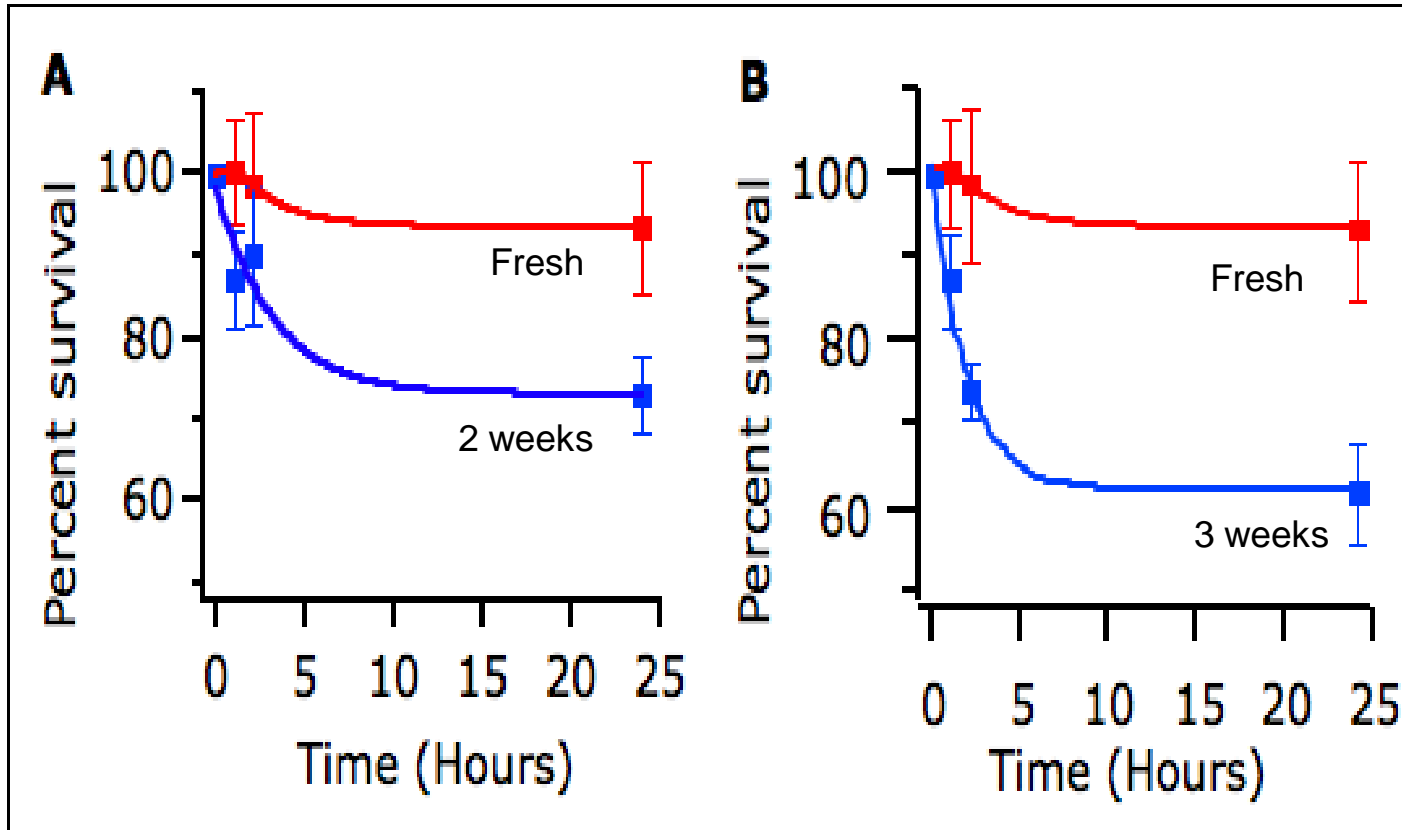 A
Percent survival
100
80
60
Fresh
2 weeks
0 5 10 15 20 25
Time (Hours)
B
Percent survival
100
80
60
Fresh
3 weeks
0 5 10 15 20 25
Time (Hours)